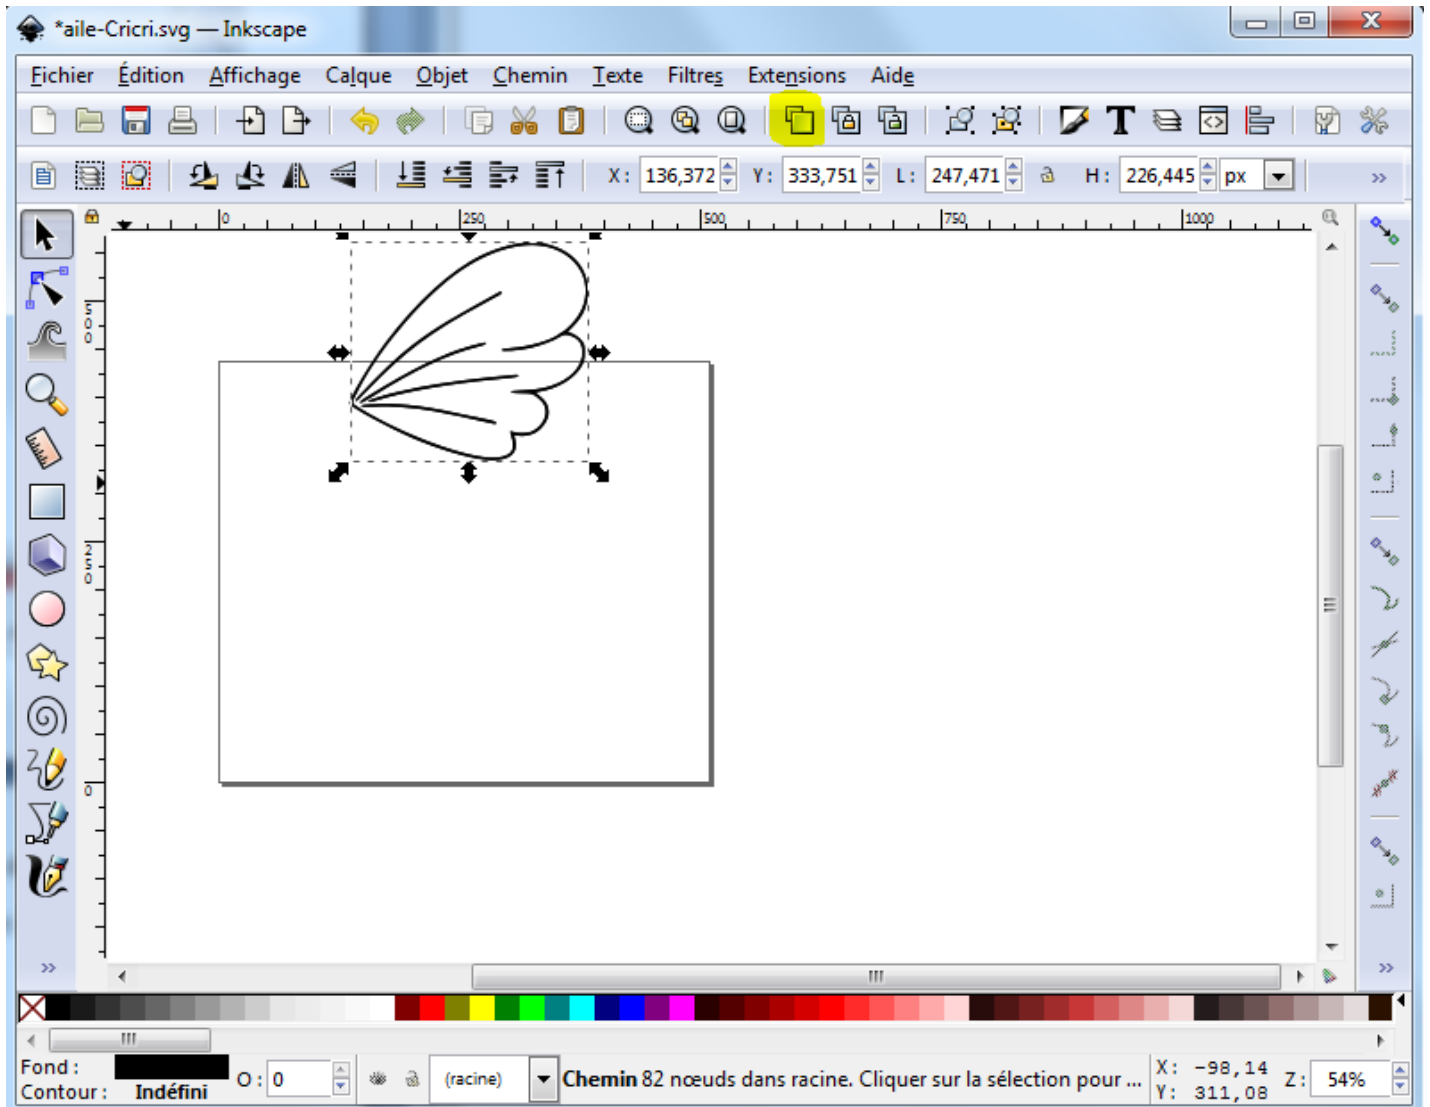 *aile-Cricri.svg — Inkscape
Fichier Édition Affichage Calque Objet Chemin Texte Filtres Extensions Aide
X: 136,372 Y: 333,751 L: 247,471 H: 226,445 px
0 250 500 750 1000
500
250
0
Fond:
Contour: Indéfini
O: 0
(racine)
Chemin 82 nœuds dans racine. Cliquer sur la sélection pour ...
X: -98,14
Y: 311,08
Z: 54%